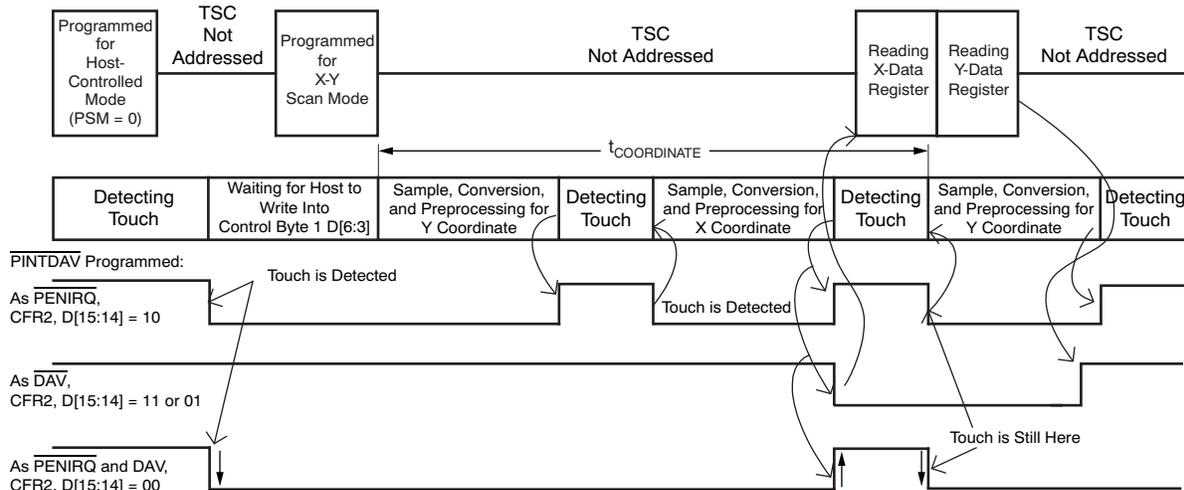 Programmed
for
Host-
Controlled
Mode
(PSM = 0)
TSC
Not
Addressed
Programmed
for
X-Y
Scan Mode
TSC
Not Addressed
Reading
X-Data
Register
Reading
Y-Data
Register
TSC
Not Addressed
tCOORDINATE
Detecting
Touch
Waiting for Host to
Write Into
Control Byte 1 D[6:3]
Sample, Conversion,
and Preprocessing for
Y Coordinate
Detecting
Touch
Sample, Conversion,
and Preprocessing for
X Coordinate
Detecting
Touch
Sample, Conversion,
and Preprocessing for
Y Coordinate
Detecting
Touch
PINTDAV Programmed:
Touch is Detected
As PENIRQ,
CFR2, D[15:14] = 10
Touch is Detected
As DAV,
CFR2, D[15:14] = 11 or 01
Touch is Still Here
As PENIRQ and DAV,
CFR2, D[15:14] = 00